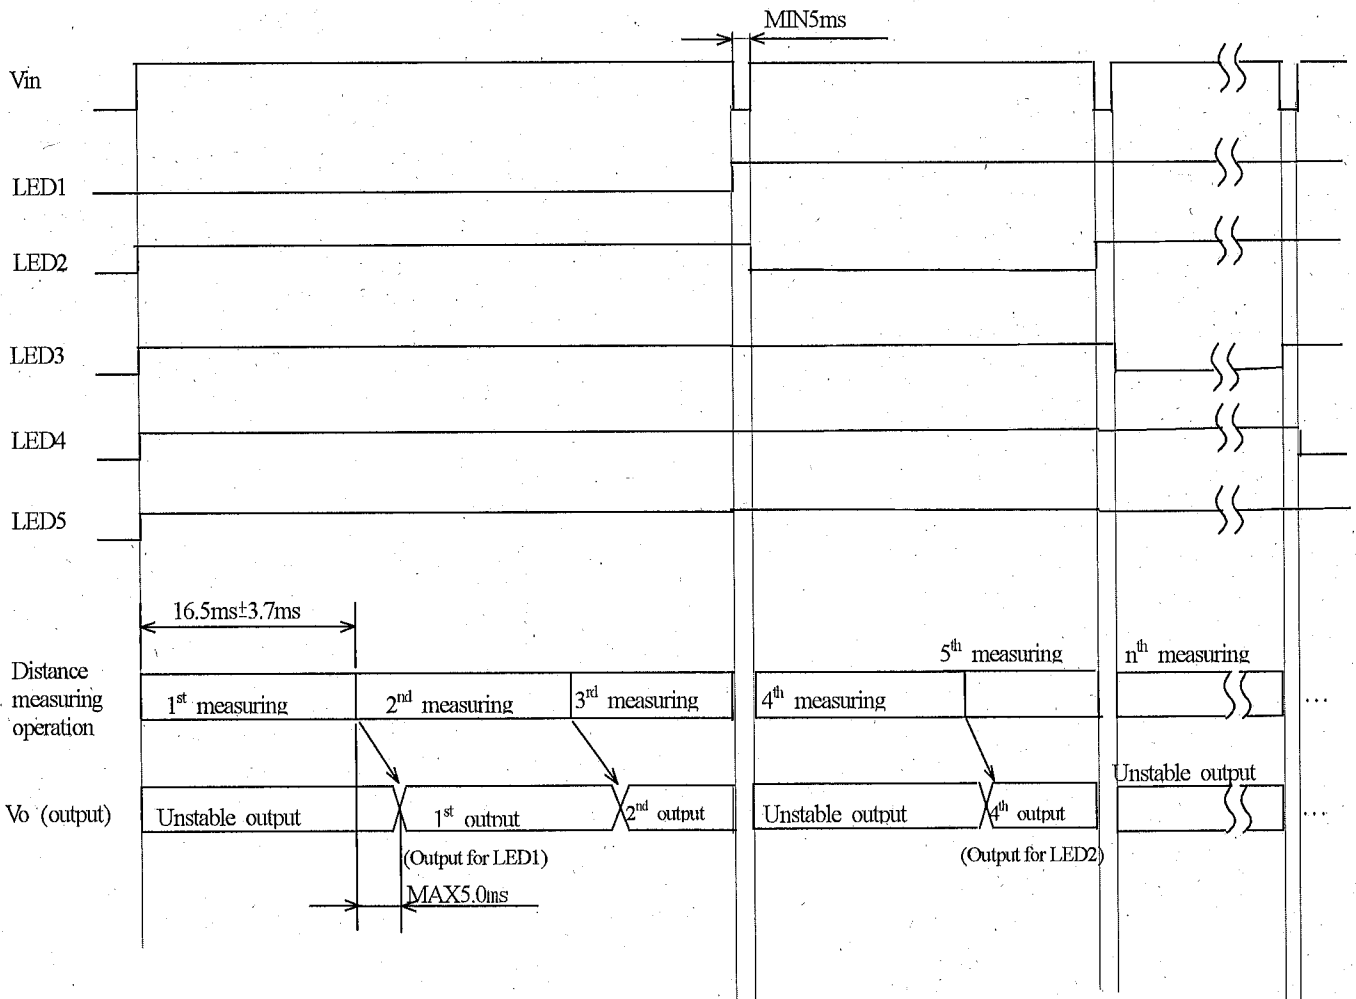 MIN5ms
Vin
LED1
LED2
LED3
LED4
LED5
16.5ms±3.7ms
Distance
measuring
operation
1st measuring
2nd measuring
3rd measuring
4th measuring
5th measuring
nth measuring
...
Vo (output)
Unstable output
1st output
2nd output
Unstable output
4th output
Unstable output
...
(Output for LED1)
(Output for LED2)
MAX5.0ms